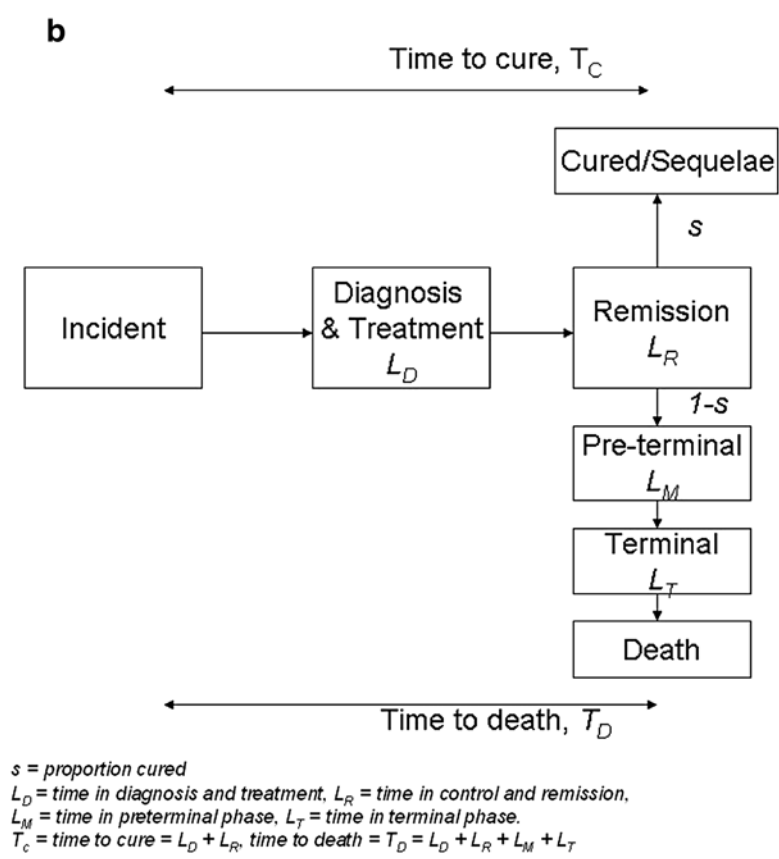 b
Time to cure, T_C
Cured/Sequelae
s
Incident
Diagnosis
& Treatment
L_D
Remission
L_R
1-s
Pre-terminal
L_M
Terminal
L_T
Death
Time to death, T_D
s = proportion cured
L_D = time in diagnosis and treatment, L_R = time in control and remission,
L_M = time in preterminal phase, L_T = time in terminal phase.
T_c = time to cure = L_D + L_R, time to death = T_D = L_D + L_R + L_M + L_T